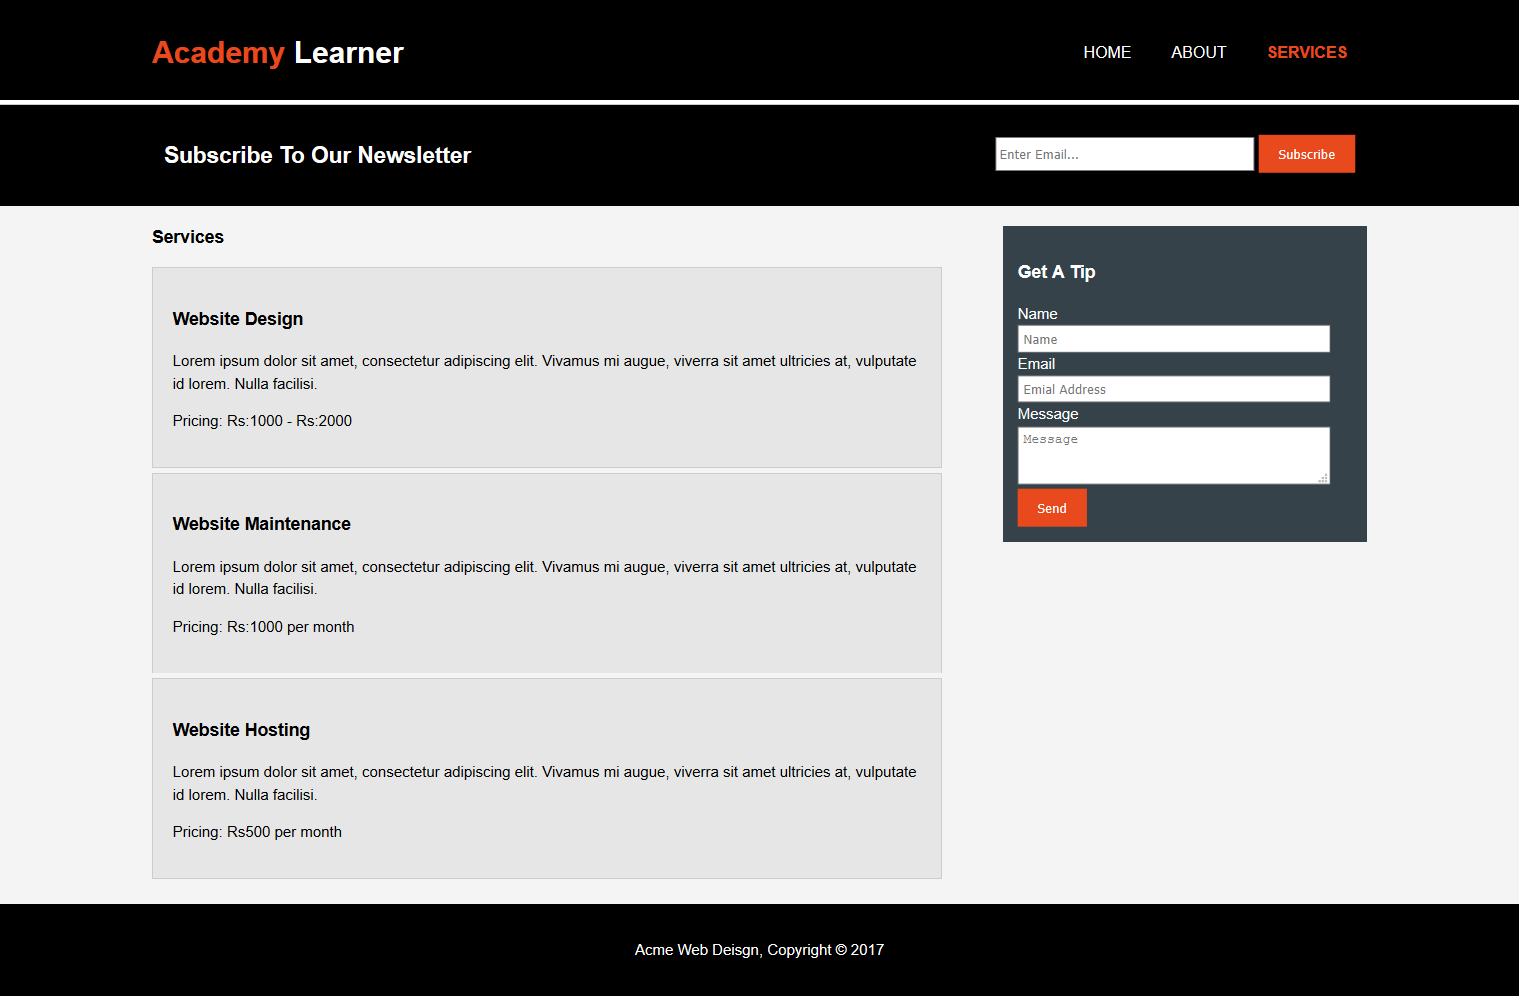 Academy Learner
HOME ABOUT SERVICES
Subscribe To Our Newsletter
Enter Email...
Subscribe
Services
Website Design
Lorem ipsum dolor sit amet, consectetur adipiscing elit. Vivamus mi augue, viverra sit amet ultricies at, vulputate
id lorem. Nulla facilisi.
Pricing: Rs:1000 - Rs:2000
Website Maintenance
Lorem ipsum dolor sit amet, consectetur adipiscing elit. Vivamus mi augue, viverra sit amet ultricies at, vulputate
id lorem. Nulla facilisi.
Pricing: Rs:1000 per month
Website Hosting
Lorem ipsum dolor sit amet, consectetur adipiscing elit. Vivamus mi augue, viverra sit amet ultricies at, vulputate
id lorem. Nulla facilisi.
Pricing: Rs500 per month
Get A Tip
Name
Name
Email
Emial Address
Message
Message
Send
Acme Web Deisgn, Copyright © 2017